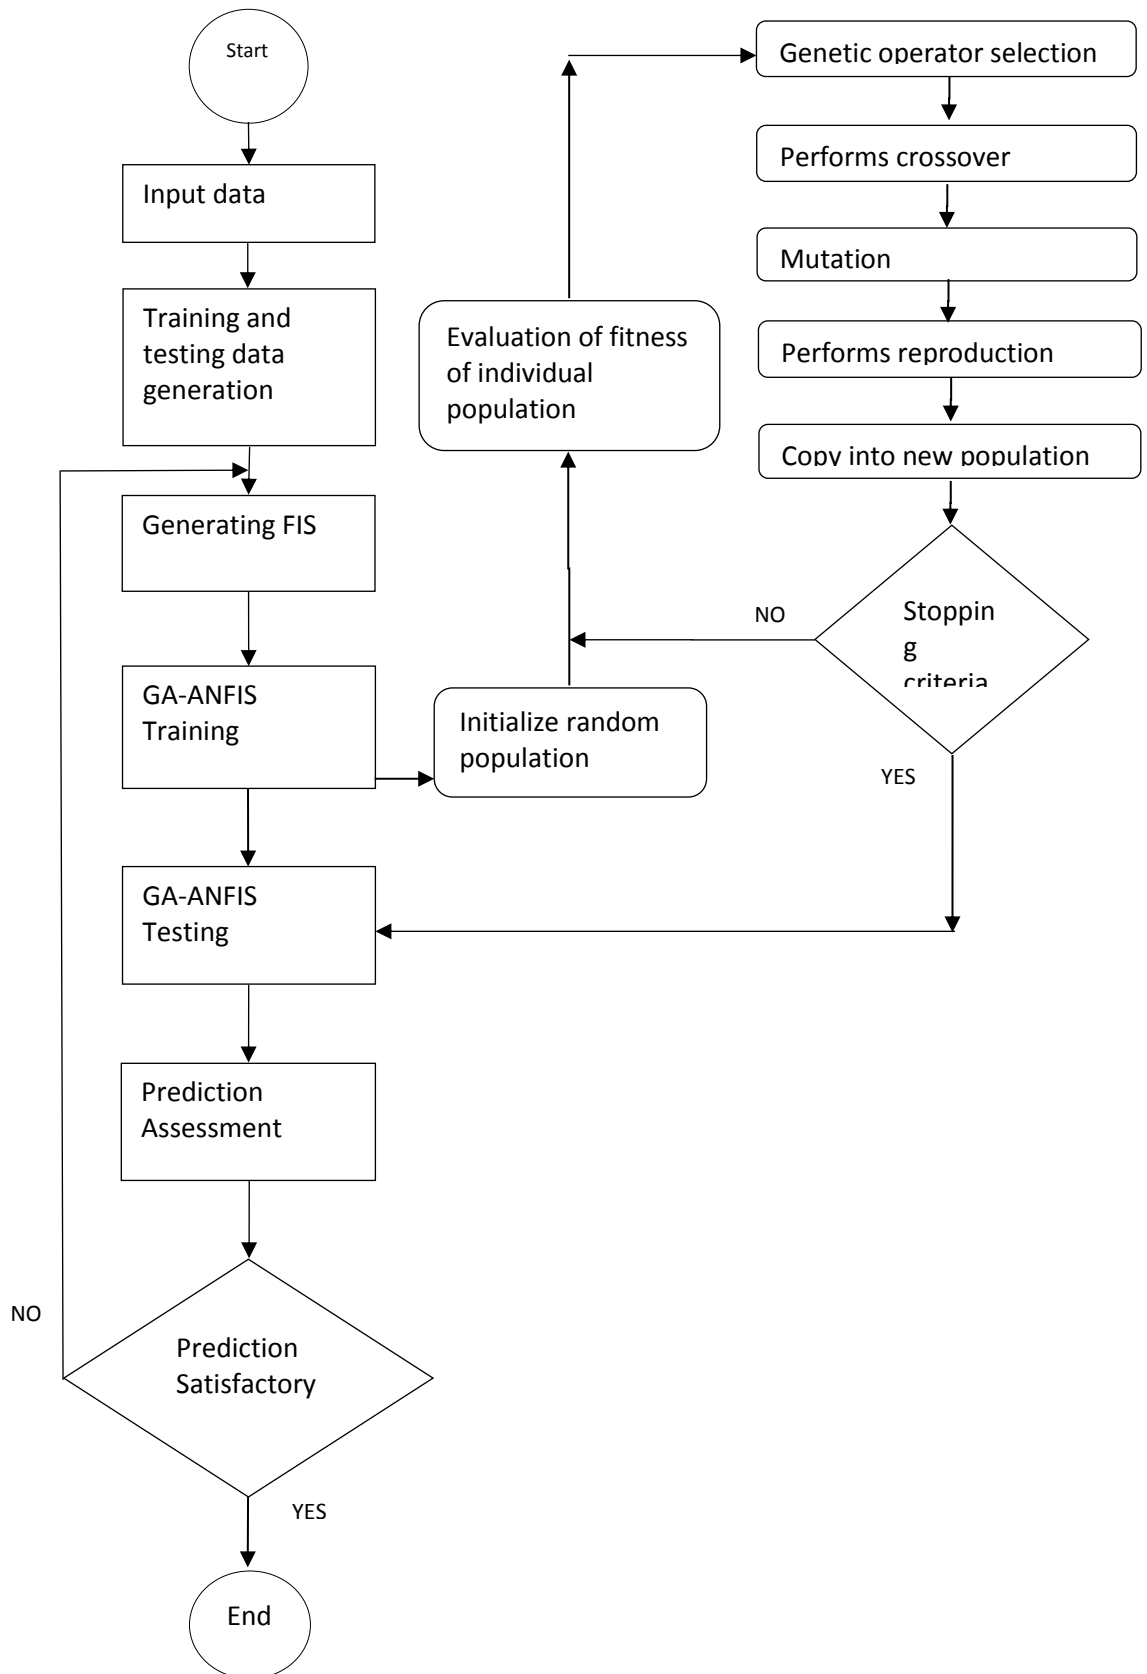 Start
Input data
Training and
testing data
generation
Generating FIS
GA-ANFIS
Training
GA-ANFIS
Testing
Prediction
Assessment
NO
Prediction
Satisfactory
YES
End
Initialize random
population
Evaluation of fitness
of individual
population
Genetic operator selection
Performs crossover
Mutation
Performs reproduction
Copy into new population
NO
Stoppin
g
criteria
YES